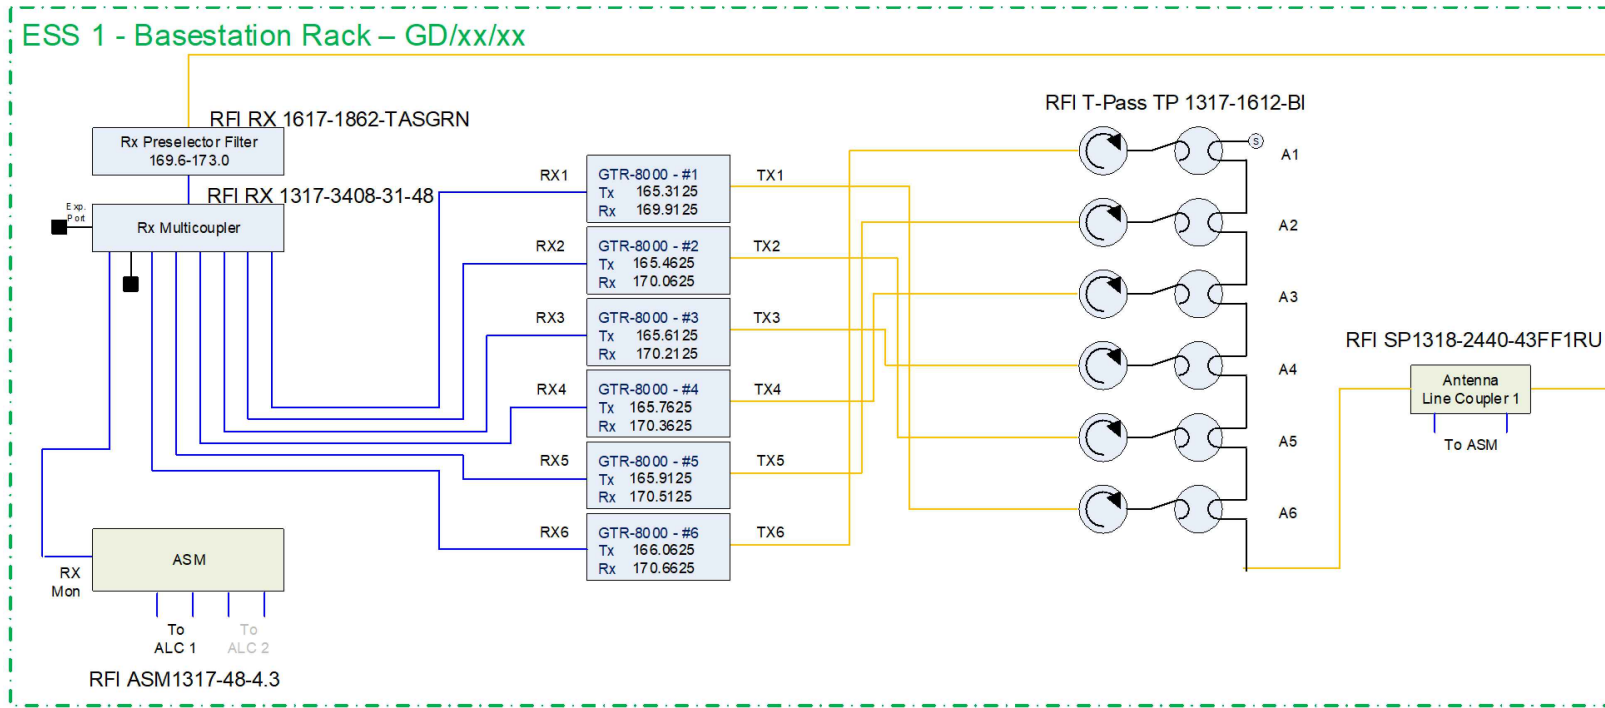 ESS 1 - Basestation Rack – GD/xx/xx
RFI RX 1617-1862-TASGRN
Rx Preselector Filter
169.6-173.0
RFI RX 1317-3408-31-48
Exp.
Port
Rx Multicoupler
RX1
GTR-8000 - #1
Tx 165.3125
Rx 169.9125
TX1
RX2
GTR-8000 - #2
Tx 165.4625
Rx 170.0625
TX2
RX3
GTR-8000 - #3
Tx 165.6125
Rx 170.2125
TX3
RX4
GTR-8000 - #4
Tx 165.7625
Rx 170.3625
TX4
RX5
GTR-8000 - #5
Tx 165.9125
Rx 170.5125
TX5
RX6
GTR-8000 - #6
Tx 166.0625
Rx 170.6625
TX6
RFI T-Pass TP 1317-1612-BI
S
A1
A2
A3
A4
A5
A6
RFI SP1318-2440-43FF1RU
Antenna
Line Coupler 1
To ASM
ASM
RX
Mon
To
ALC 1
To
ALC 2
RFI ASM1317-48-4.3